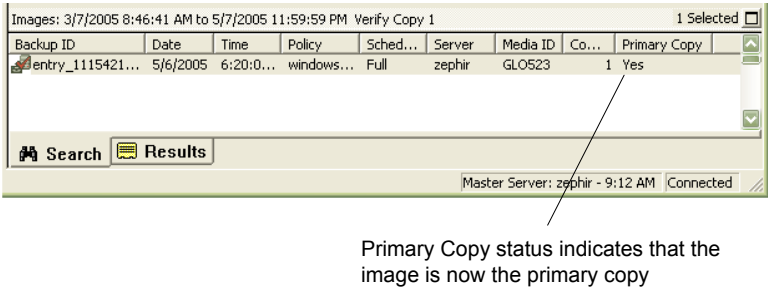 Images: 3/7/2005 8:46:41 AM to 5/7/2005 11:59:59 PM Verify Copy 1 1 Selected
Backup ID Date Time Policy Sched... Server Media ID Co... Primary Copy
entry_1115421... 5/6/2005 6:20:0... windows... Full zephir GLO523 1 Yes
Search Results
Master Server: zephir - 9:12 AM Connected
Primary Copy status indicates that the
image is now the primary copy